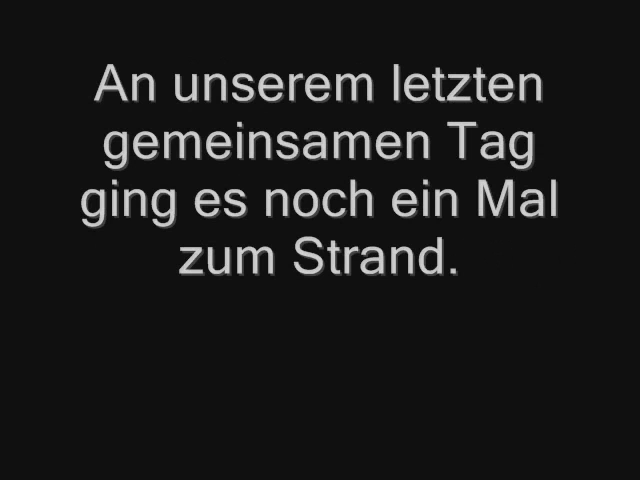 An unserem letzten
gemeinsamen Tag
ging es noch ein Mal
zum Strand.